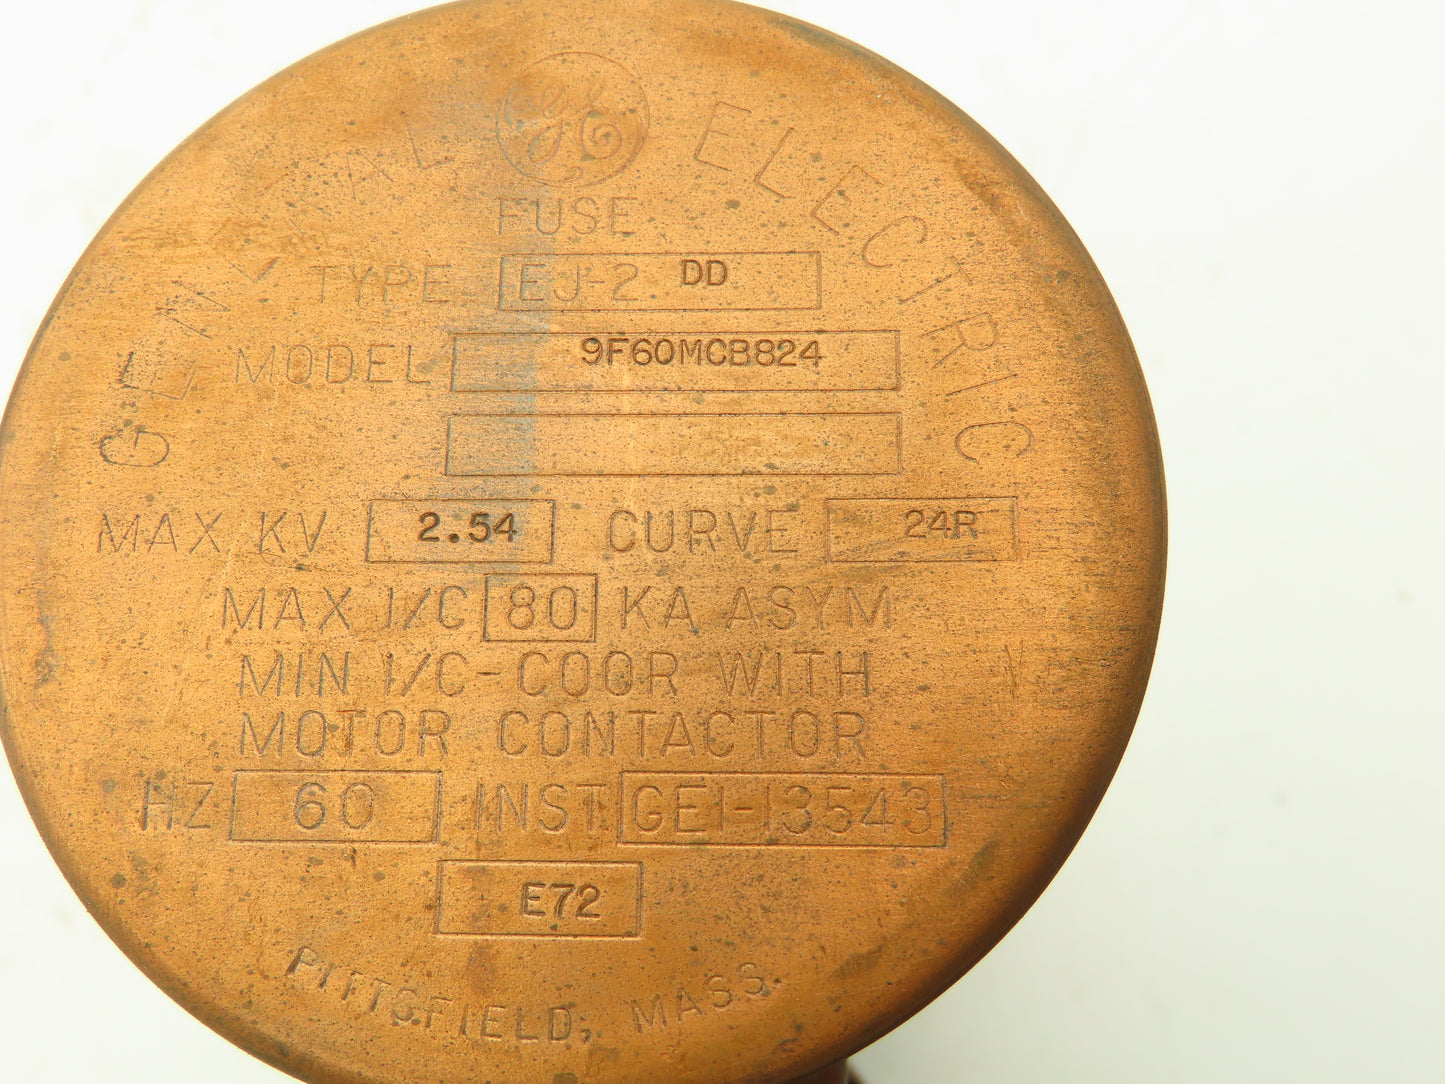 GENERAL GE ELECTRIC
FUSE
TYPE EJ-2 DD
MODEL 9F60MCB824
MAX KV 2.54 CURVE 24R
MAX I/C 80 KA ASYM
MIN I/C-COOR WITH
MOTOR CONTACTOR
HZ 60 INST GEI-13543
E72
PITTSFIELD, MASS.